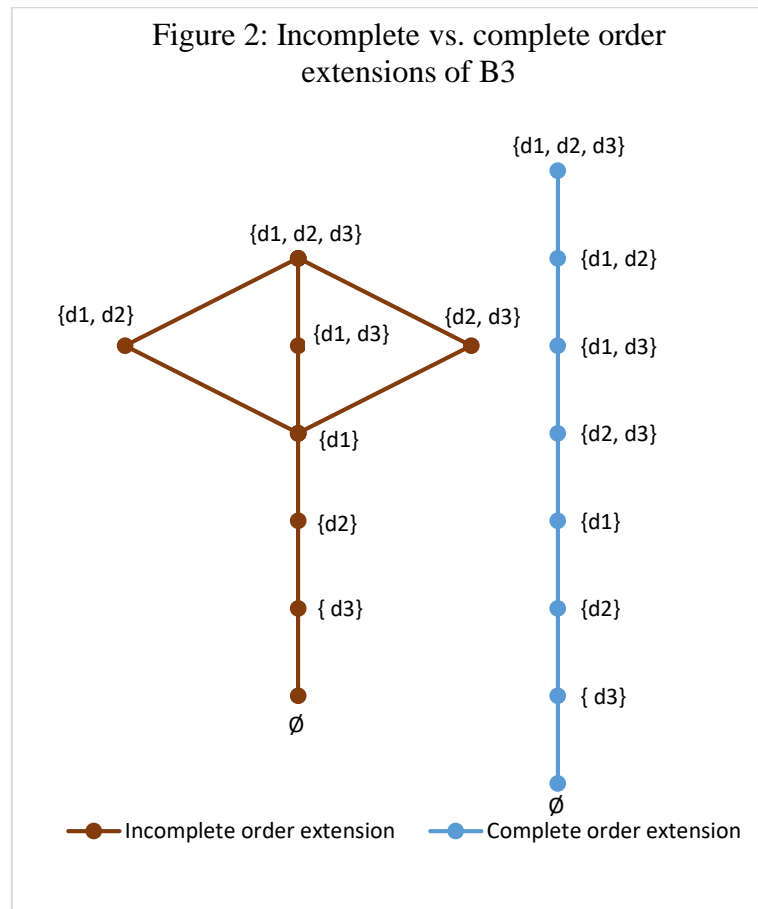 Figure 2: Incomplete vs. complete order
extensions of B3
{d1, d2, d3}
{d1, d2, d3}
{d1, d2}
{d1, d2}
{d1, d3}
{d2, d3}
{d1, d3}
{d1}
{d2, d3}
{d2}
{d1}
{ d3}
{d2}
Ø
{ d3}
Ø
Incomplete order extension
Complete order extension